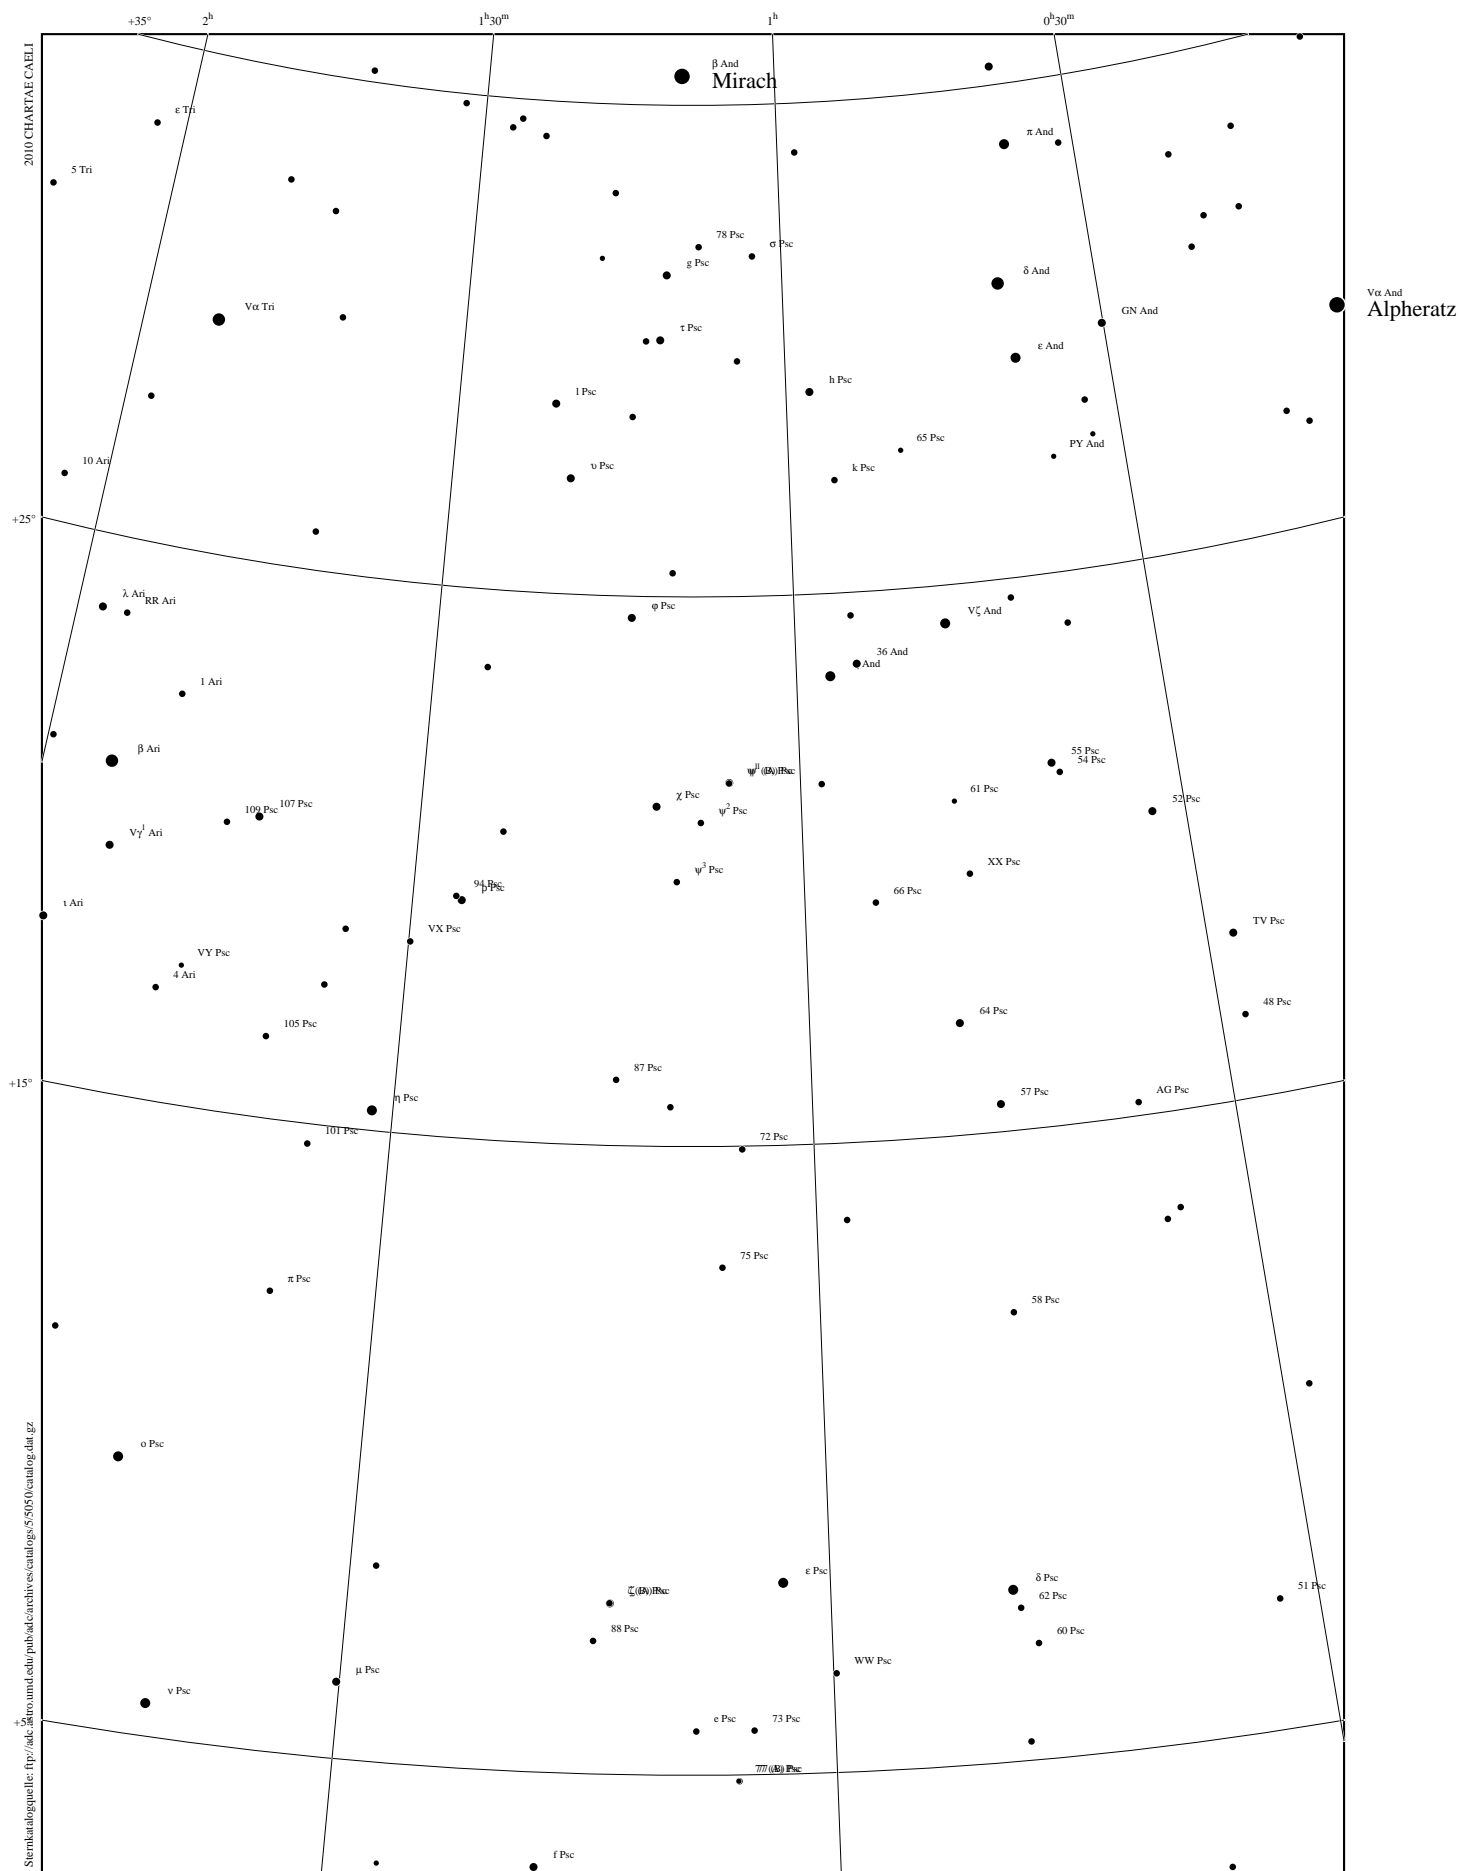 +35°
2h
1h30m
1h
0h30m
2010 CHARTAE CAELI
β And
Mirach
ε Tri
π And
5 Tri
78 Psc
σ Psc
g Psc
δ And
Vα And
Alpheratz
Vα Tri
GN And
τ Psc
ε And
h Psc
l Psc
65 Psc
PY And
10 Ari
υ Psc
k Psc
+25°
λ Ari
RR Ari
φ Psc
Vζ And
36 And
And
1 Ari
β Ari
55 Psc
54 Psc
61 Psc
χ Psc
52 Psc
109 Psc
107 Psc
ψ2 Psc
Vγ1 Ari
ψ3 Psc
XX Psc
94 Psc
ρ Psc
66 Psc
ι Ari
TV Psc
VX Psc
VY Psc
4 Ari
48 Psc
64 Psc
105 Psc
87 Psc
+15°
η Psc
57 Psc
AG Psc
101 Psc
72 Psc
75 Psc
π Psc
58 Psc
ο Psc
ε Psc
δ Psc
51 Psc
62 Psc
88 Psc
60 Psc
WW Psc
μ Psc
ν Psc
e Psc
73 Psc
+5°
f Psc
Sternkatalogquelle: ftp://adc.astro.umd.edu/pub/adc/archives/catalogs/5/5050/catalog.dat.gz